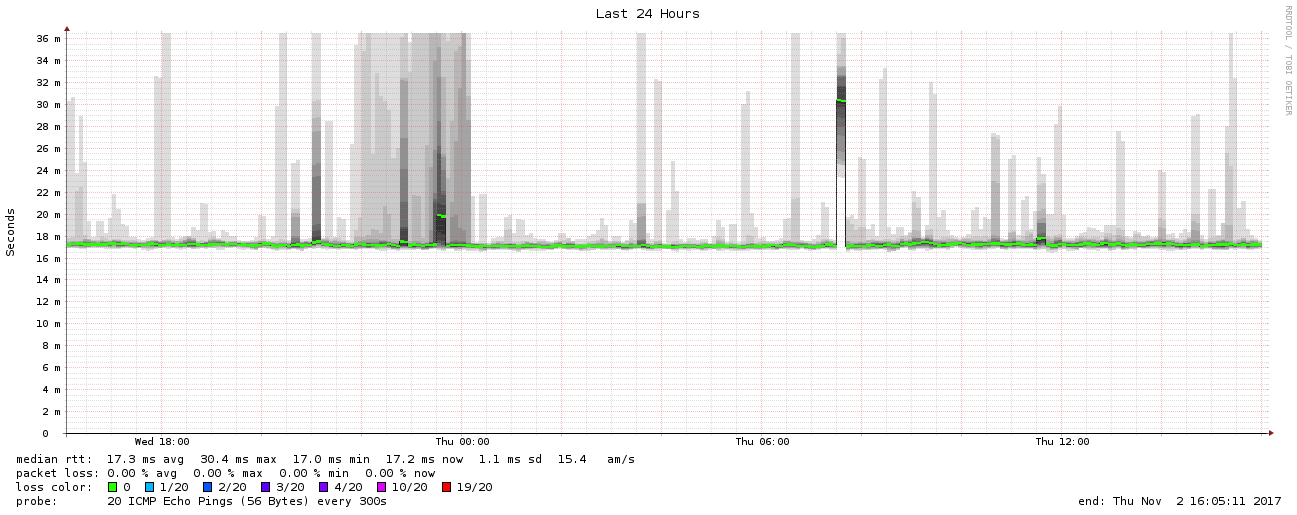 Last 24 Hours
RRDTOOL / TOBI OETIKER
Seconds
36 m
34 m
32 m
30 m
28 m
26 m
24 m
22 m
20 m
18 m
16 m
14 m
12 m
10 m
8 m
6 m
4 m
2 m
0
Wed 18:00 Thu 00:00 Thu 06:00 Thu 12:00
median rtt: 17.3 ms avg 30.4 ms max 17.0 ms min 17.2 ms now 1.1 ms sd 15.4 am/s
packet loss: 0.00 % avg 0.00 % max 0.00 % min 0.00 % now
loss color: 0 1/20 2/20 3/20 4/20 10/20 19/20
probe: 20 ICMP Echo Pings (56 Bytes) every 300s end: Thu Nov 2 16:05:11 2017